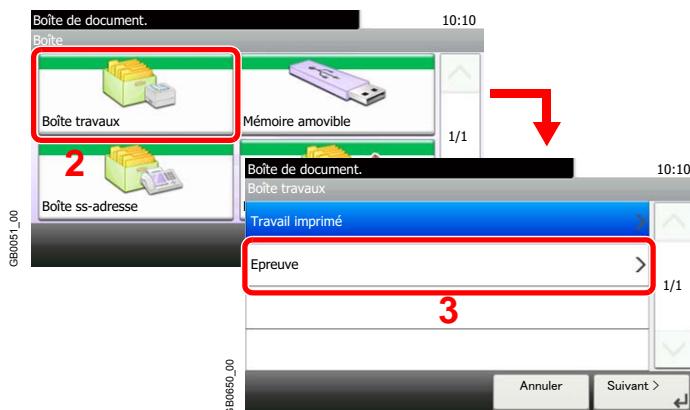 Boîte de document.
10:10
Boîte
Boîte travaux
Mémoire amovible
1/1
2
Boîte ss-adresse
GB0051_00
Boîte de document.
10:10
Boîte travaux
Travail imprimé
Epreuve
1/1
3
Annuler
Suivant >
GB0650_00